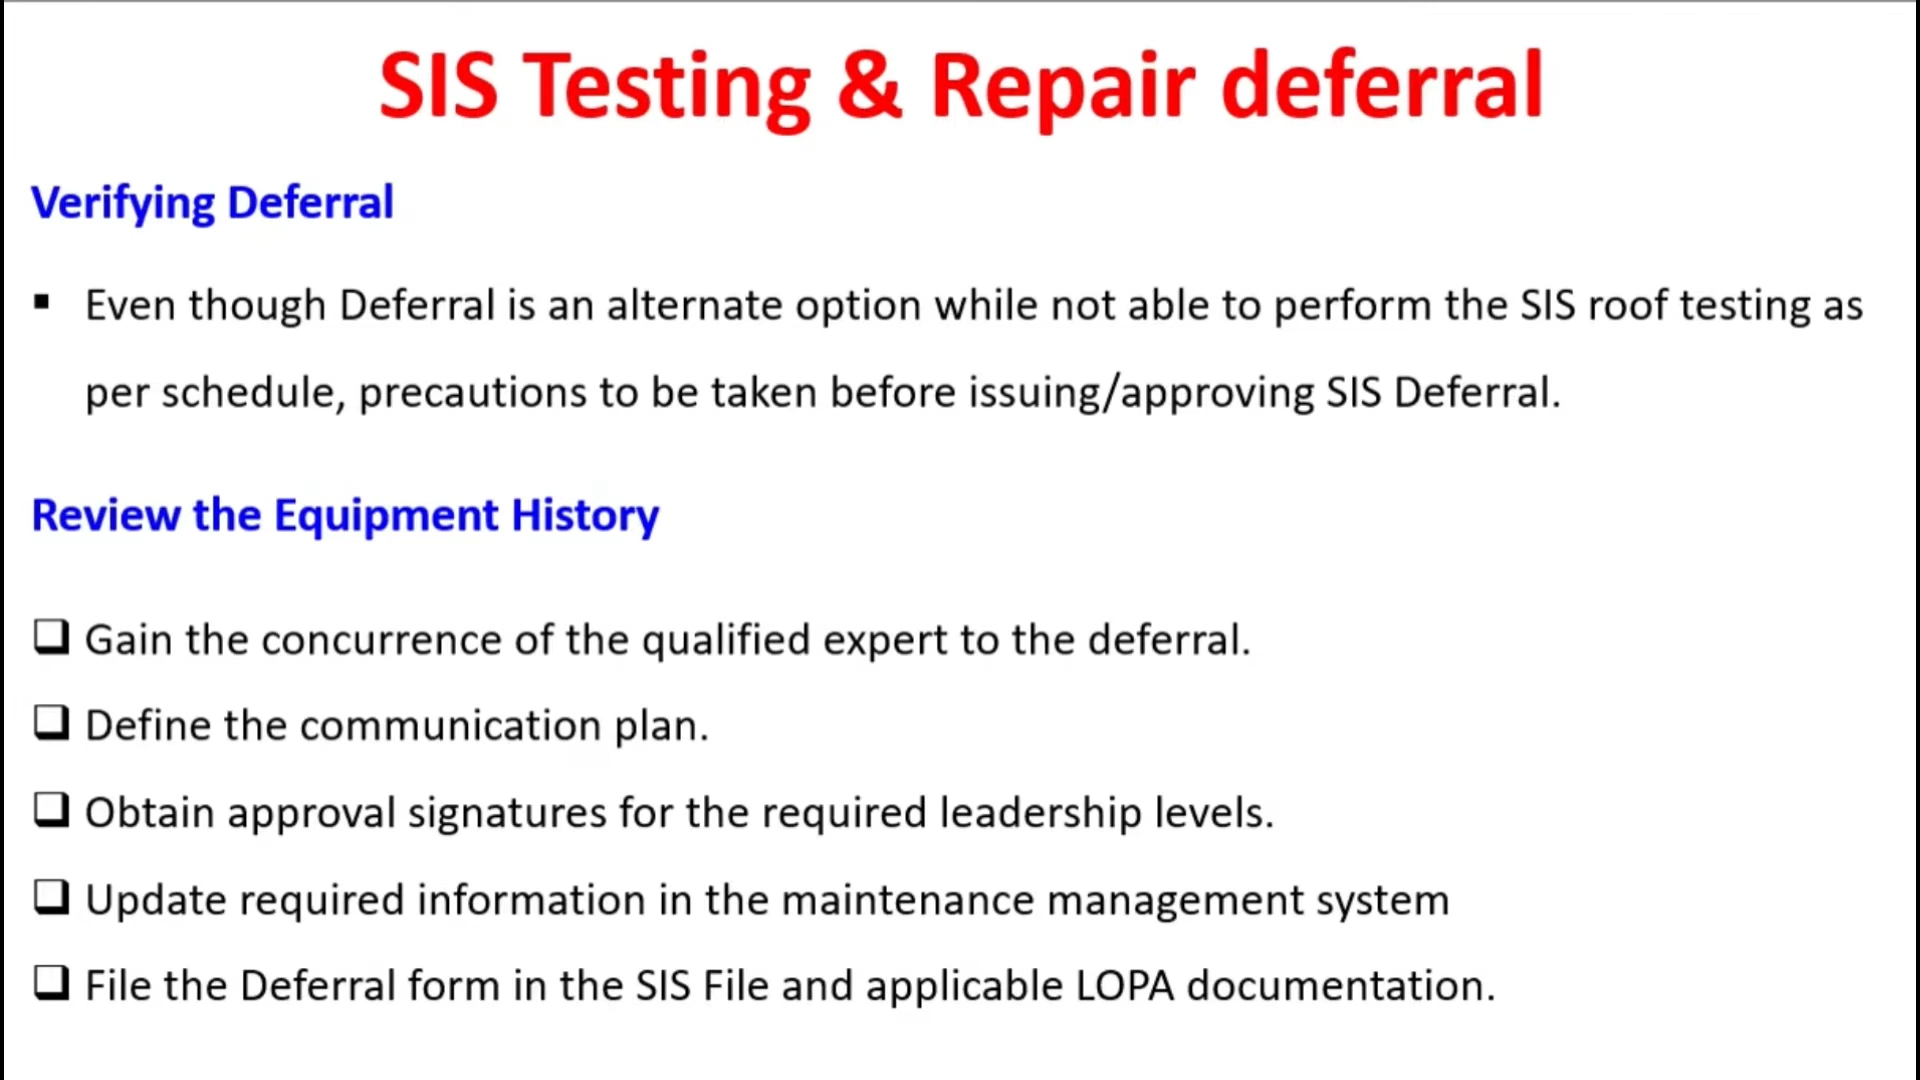 SIS Testing & Repair deferral
Verifying Deferral
▪ Even though Deferral is an alternate option while not able to perform the SIS roof testing as
per schedule, precautions to be taken before issuing/approving SIS Deferral.
Review the Equipment History
❑ Gain the concurrence of the qualified expert to the deferral.
❑ Define the communication plan.
❑ Obtain approval signatures for the required leadership levels.
❑ Update required information in the maintenance management system
❑ File the Deferral form in the SIS File and applicable LOPA documentation.